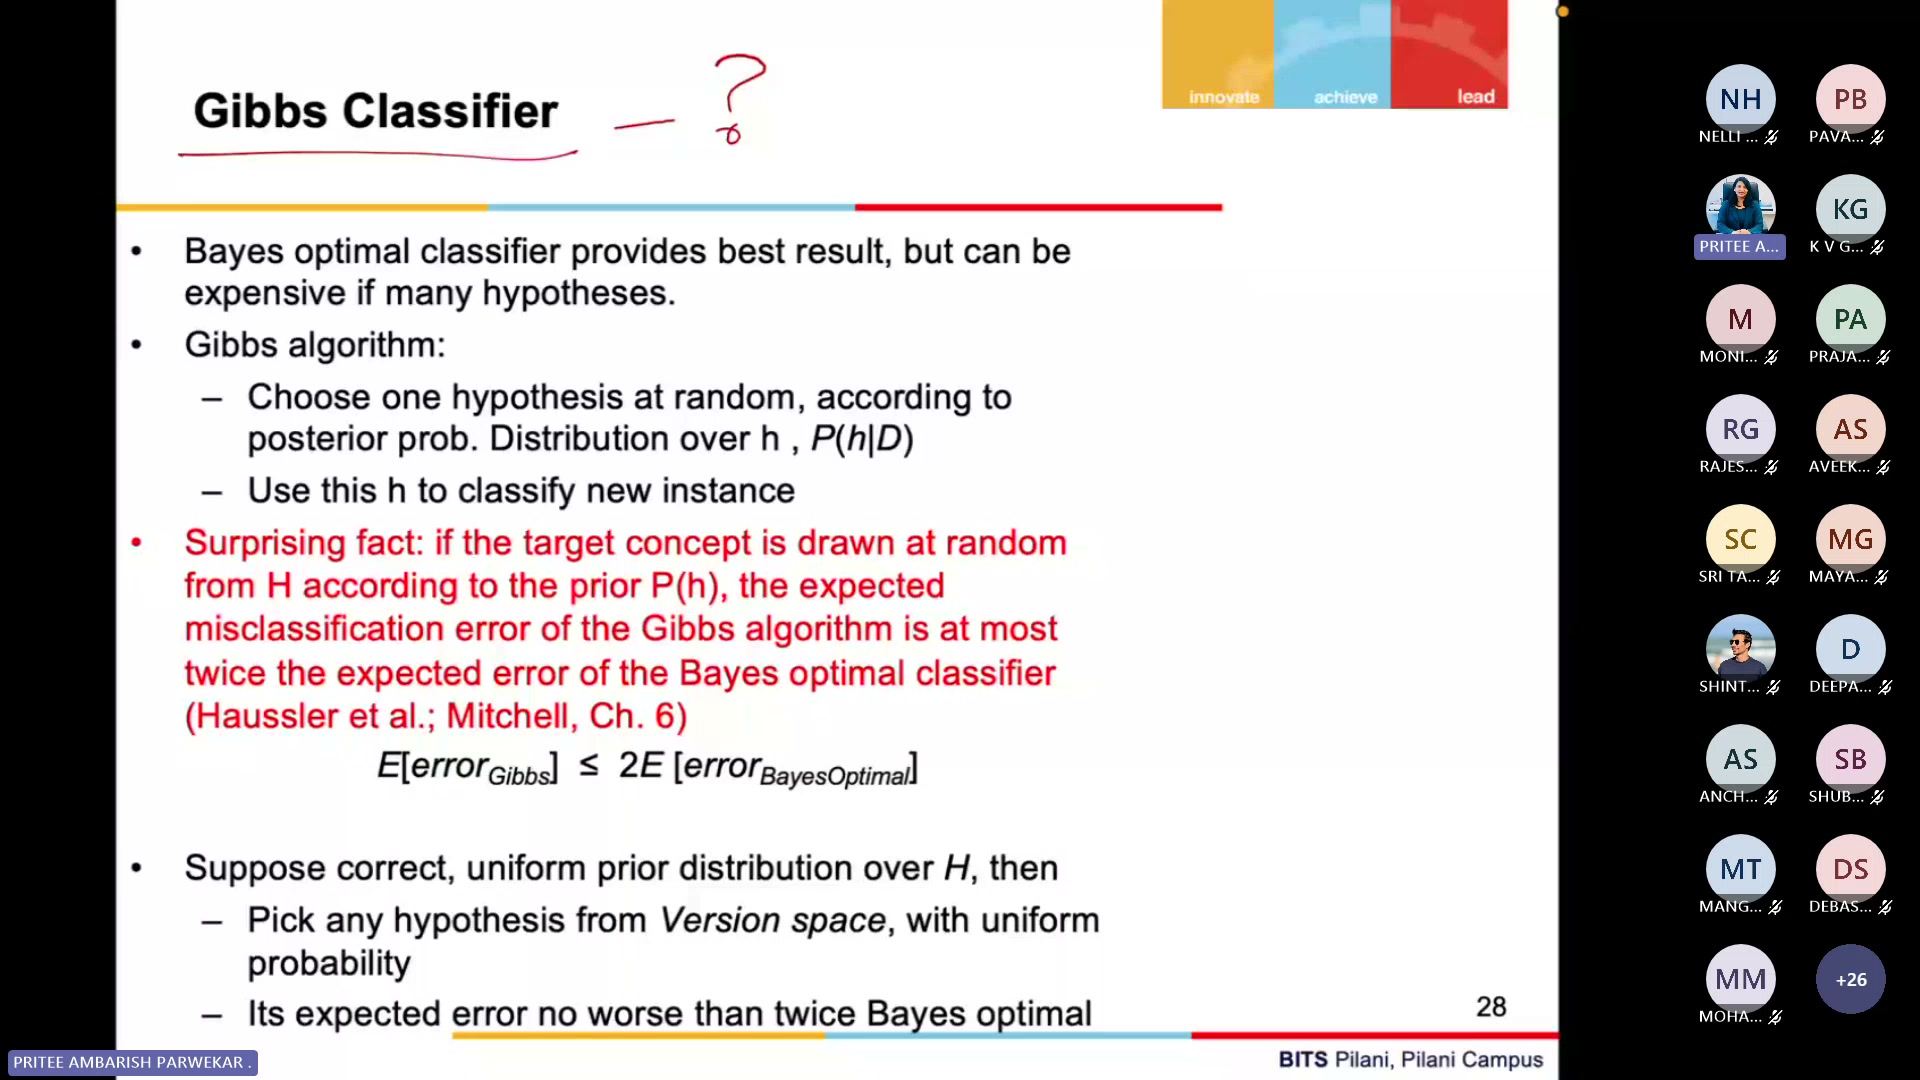 Gibbs Classifier – ?
innovate achieve lead
• Bayes optimal classifier provides best result, but can be
expensive if many hypotheses.
• Gibbs algorithm:
– Choose one hypothesis at random, according to
posterior prob. Distribution over h , P(h|D)
– Use this h to classify new instance
• Surprising fact: if the target concept is drawn at random
from H according to the prior P(h), the expected
misclassification error of the Gibbs algorithm is at most
twice the expected error of the Bayes optimal classifier
(Haussler et al.; Mitchell, Ch. 6)
E[error_Gibbs] ≤ 2E [error_BayesOptimal]
• Suppose correct, uniform prior distribution over H, then
– Pick any hypothesis from Version space, with uniform
probability
– Its expected error no worse than twice Bayes optimal
28
BITS Pilani, Pilani Campus
PRITEE AMBARISH PARWEKAR .
NH PB
NELLI ... PAVA...
KG
PRITEE A... K V G...
M PA
MONI... PRAJA...
RG AS
RAJES... AVEEK...
SC MG
SRI TA... MAYA...
D
SHINT... DEEPA...
AS SB
ANCH... SHUB...
MT DS
MANG... DEBAS...
MM +26
MOHA...